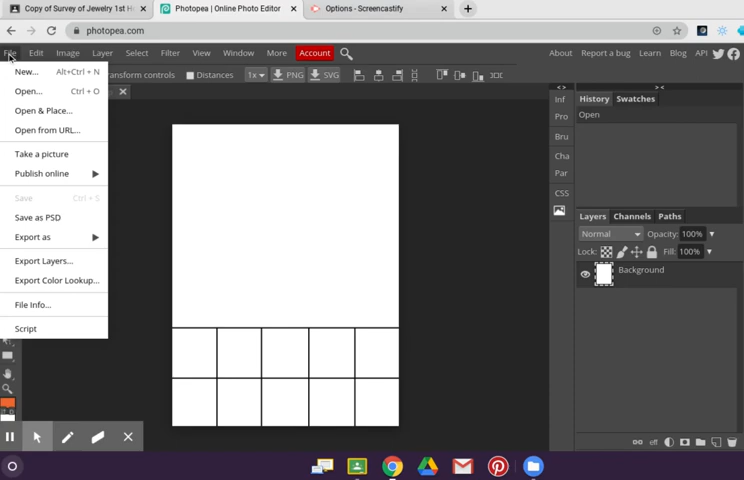 Copy of Survey of Jewelry 1st H
Photopea | Online Photo Editor
Options - Screencastify
photopea.com
File Edit Image Layer Select Filter View Window More Account
About Report a bug Learn Blog API
ransform controls Distances 1x PNG SVG
New... Alt+Ctrl + N
Open... Ctrl + O
Open & Place...
Open from URL...
Take a picture
Publish online
Save Ctrl + S
Save as PSD
Export as
Export Layers...
Export Color Lookup...
File Info...
Script
Inf
Pro
Bru
Cha
Par
CSS
History Swatches
Open
Layers Channels Paths
Normal Opacity: 100%
Lock: Fill: 100%
Background
eff